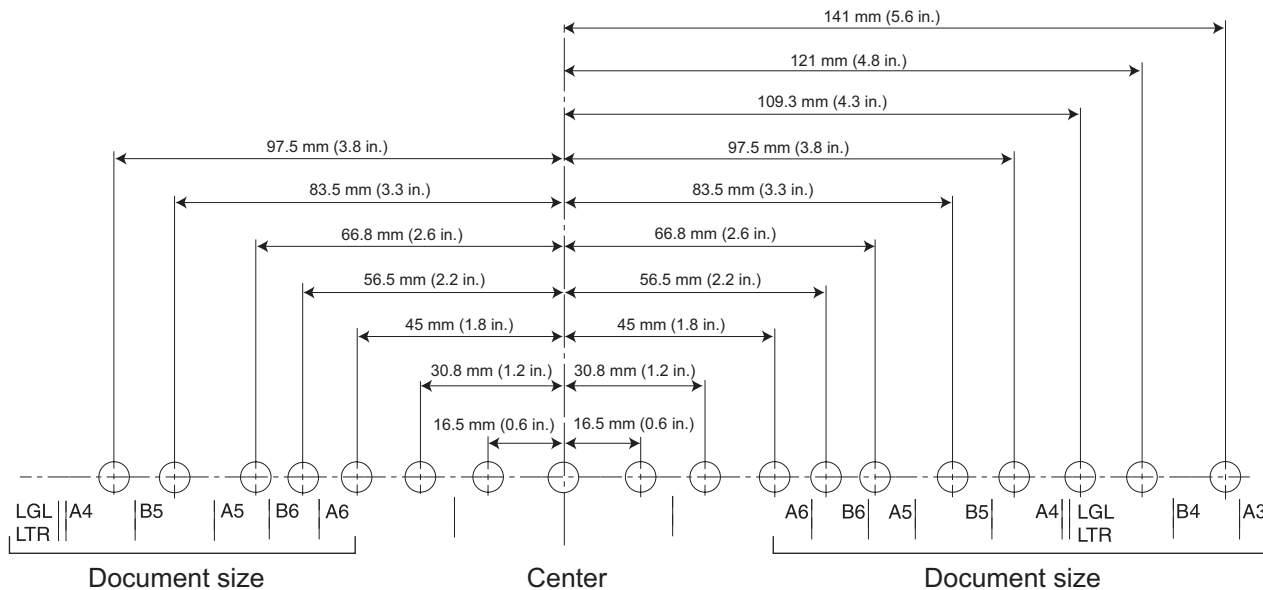 141 mm (5.6 in.)
121 mm (4.8 in.)
109.3 mm (4.3 in.)
97.5 mm (3.8 in.) 97.5 mm (3.8 in.)
83.5 mm (3.3 in.) 83.5 mm (3.3 in.)
66.8 mm (2.6 in.) 66.8 mm (2.6 in.)
56.5 mm (2.2 in.) 56.5 mm (2.2 in.)
45 mm (1.8 in.) 45 mm (1.8 in.)
30.8 mm (1.2 in.) 30.8 mm (1.2 in.)
16.5 mm (0.6 in.) 16.5 mm (0.6 in.)
LGL A4 B5 A5 B6 A6 A6 B6 A5 B5 A4 LGL B4 A3
LTR LTR
Document size Center Document size